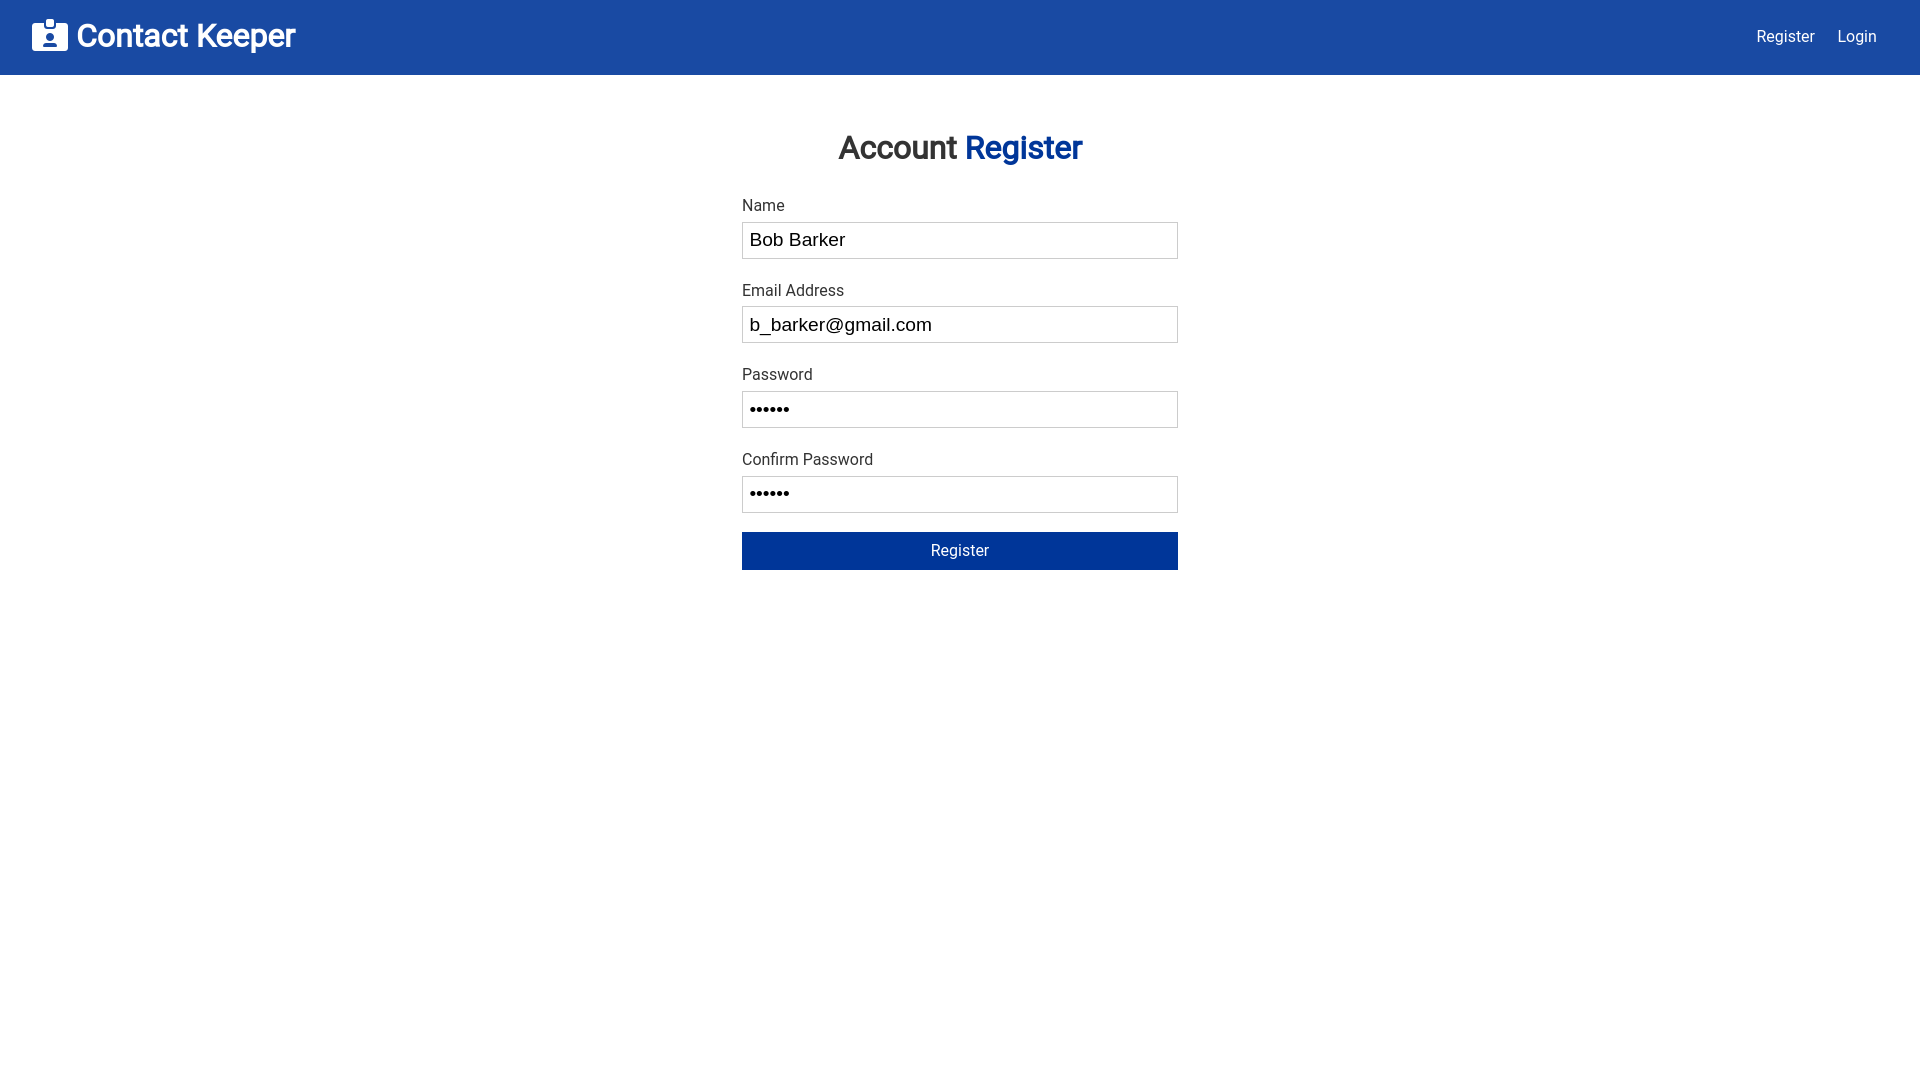 Contact Keeper
Register Login
Account Register
Name
Bob Barker
Email Address
b_barker@gmail.com
Password
••••••
Confirm Password
••••••
Register